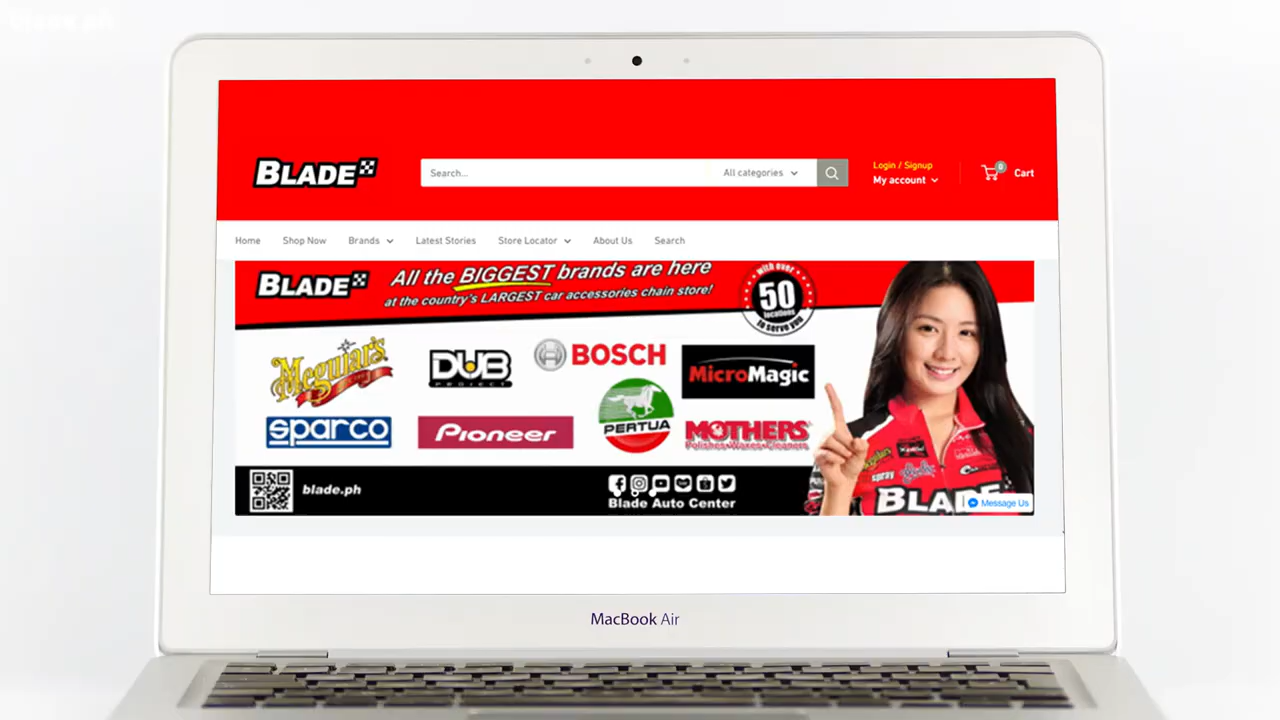 BLADE
Search...
All categories
Login / Signup
My account
0
Cart
Home
Shop Now
Brands
Latest Stories
Store Locator
About Us
Search
BLADE
All the BIGGEST brands are here
at the country's LARGEST car accessories chain store!
with over
50
locations
to serve you
Meguiar's
DUB
PROJECT
BOSCH
MicroMagic
sparco
Pioneer
PERTUA
MOTHERS
Polishes•Waxes•Cleaners
blade.ph
Blade Auto Center
Meguiar's
BLADE
Message Us
MacBook Air